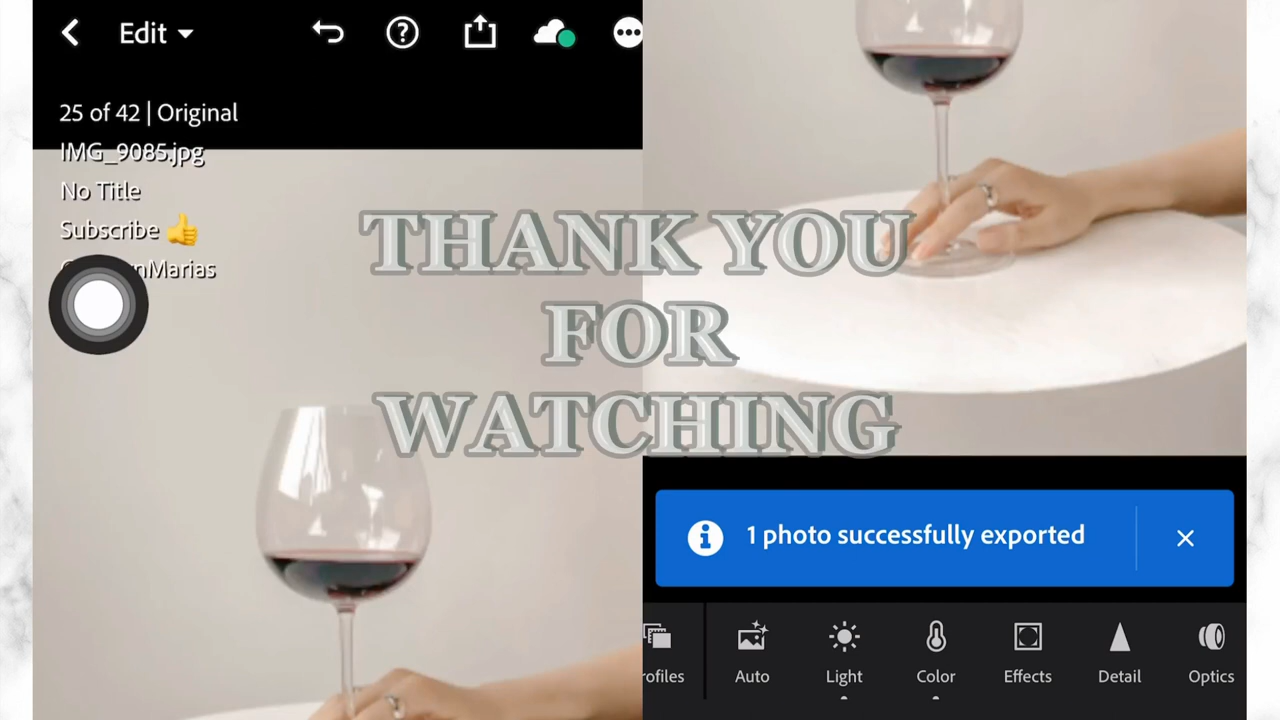 Edit
25 of 42 | Original
IMG_9085.jpg
No Title
Subscribe 👍
THANK YOU
FOR
WATCHING
1 photo successfully exported
Auto
Light
Color
Effects
Detail
Optics